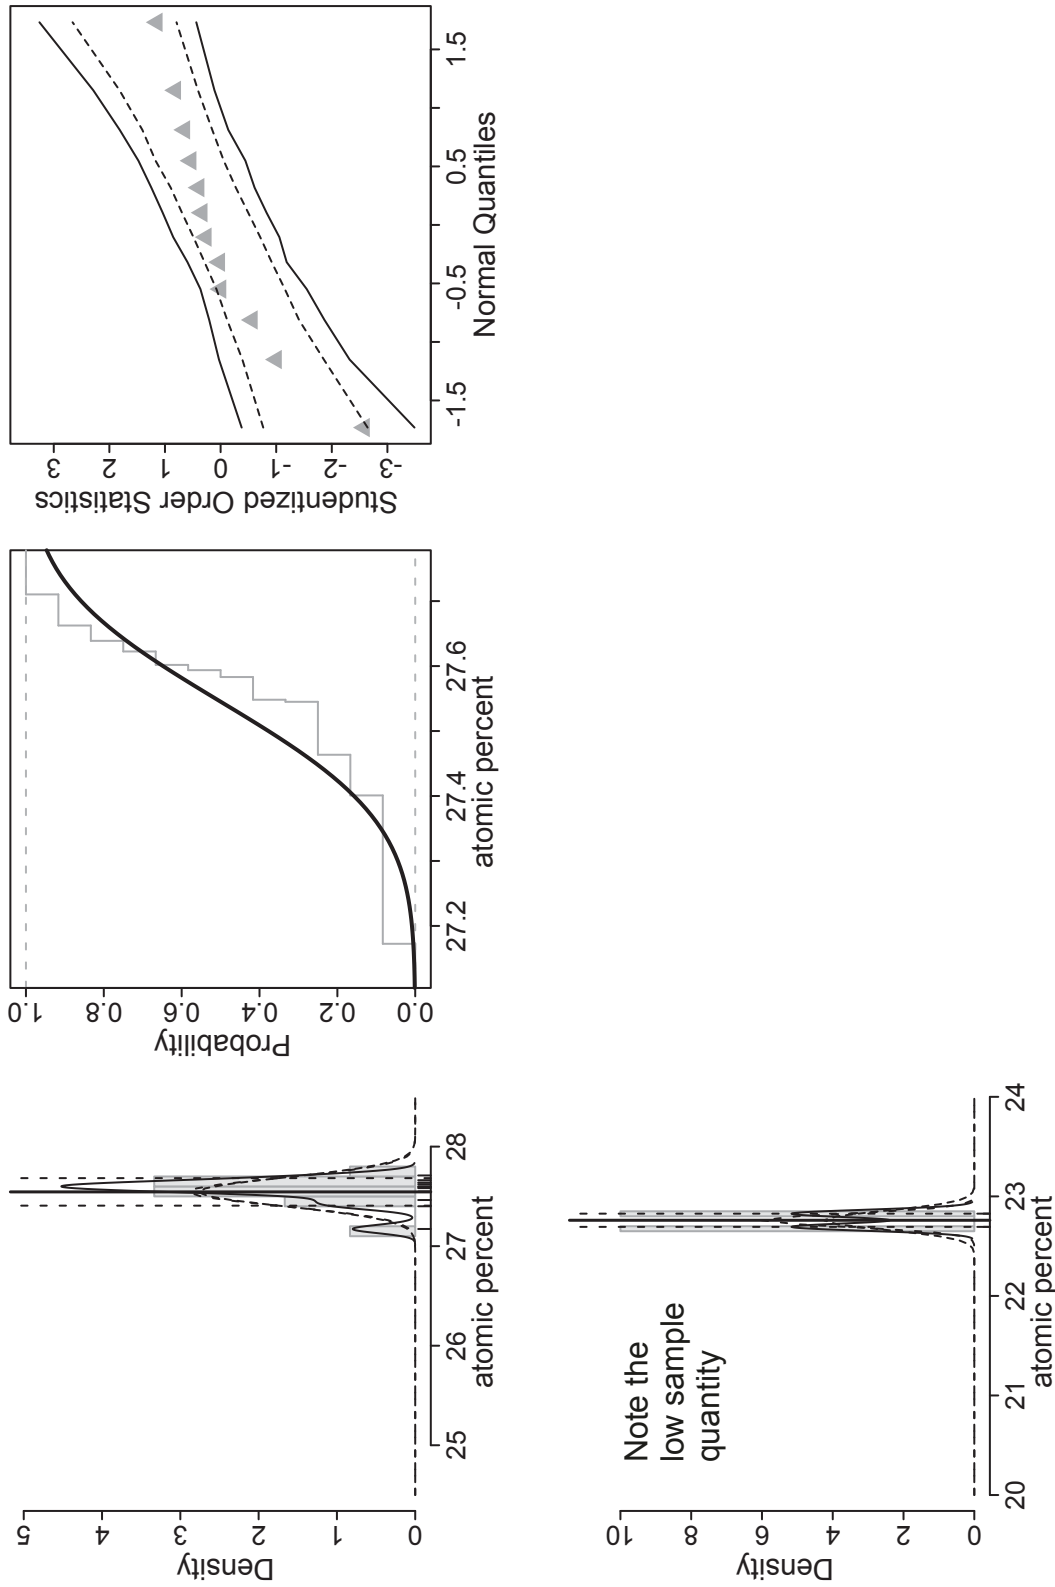 Density
0 1 2 3 4 5
25 26 27 28
atomic percent
Probability
0.0 0.2 0.4 0.6 0.8 1.0
27.2 27.4 27.6
atomic percent
Studentized Order Statistics
-3 -2 -1 0 1 2 3
-1.5 -0.5 0.5 1.5
Normal Quantiles
Density
0 2 4 6 8 10
Note the
low sample
quantity
20 21 22 23 24
atomic percent